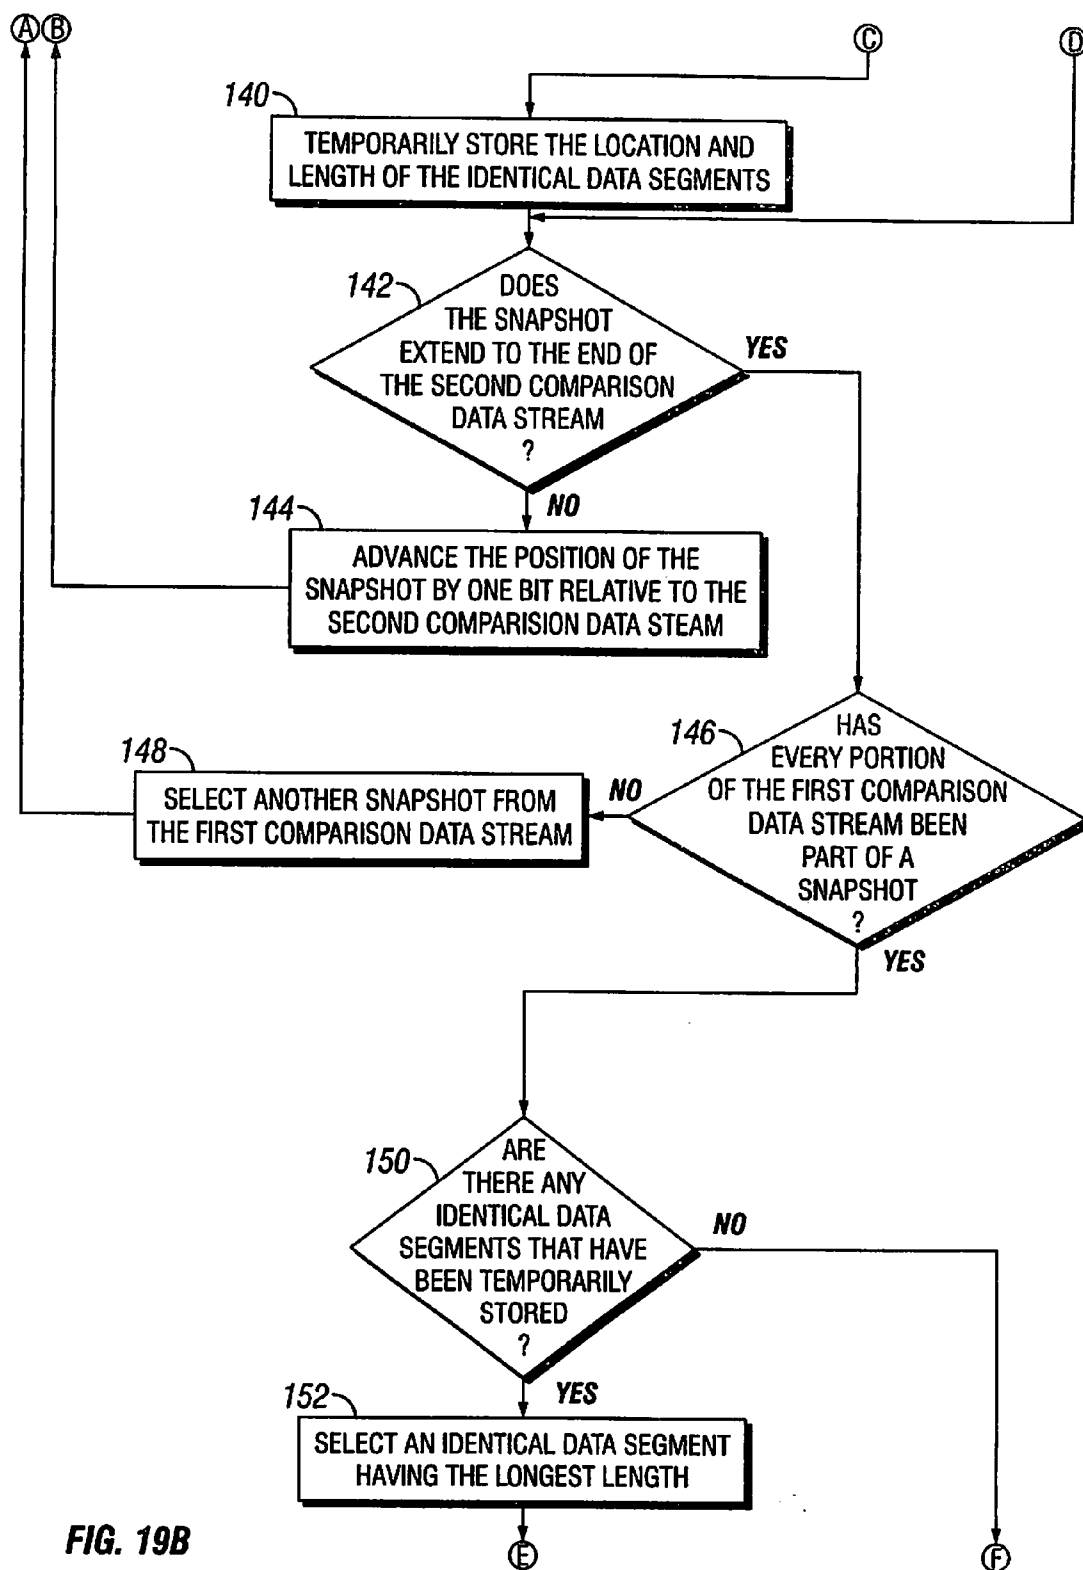 A B
C
D
140
TEMPORARILY STORE THE LOCATION AND
LENGTH OF THE IDENTICAL DATA SEGMENTS
142
DOES
THE SNAPSHOT
EXTEND TO THE END OF
THE SECOND COMPARISON
DATA STREAM
?
YES
NO
144
ADVANCE THE POSITION OF THE
SNAPSHOT BY ONE BIT RELATIVE TO THE
SECOND COMPARISION DATA STEAM
146
HAS
EVERY PORTION
OF THE FIRST COMPARISON
DATA STREAM BEEN
PART OF A
SNAPSHOT
?
NO
YES
148
SELECT ANOTHER SNAPSHOT FROM
THE FIRST COMPARISON DATA STREAM
150
ARE
THERE ANY
IDENTICAL DATA
SEGMENTS THAT HAVE
BEEN TEMPORARILY
STORED
?
NO
YES
152
SELECT AN IDENTICAL DATA SEGMENT
HAVING THE LONGEST LENGTH
E
F
FIG. 19B